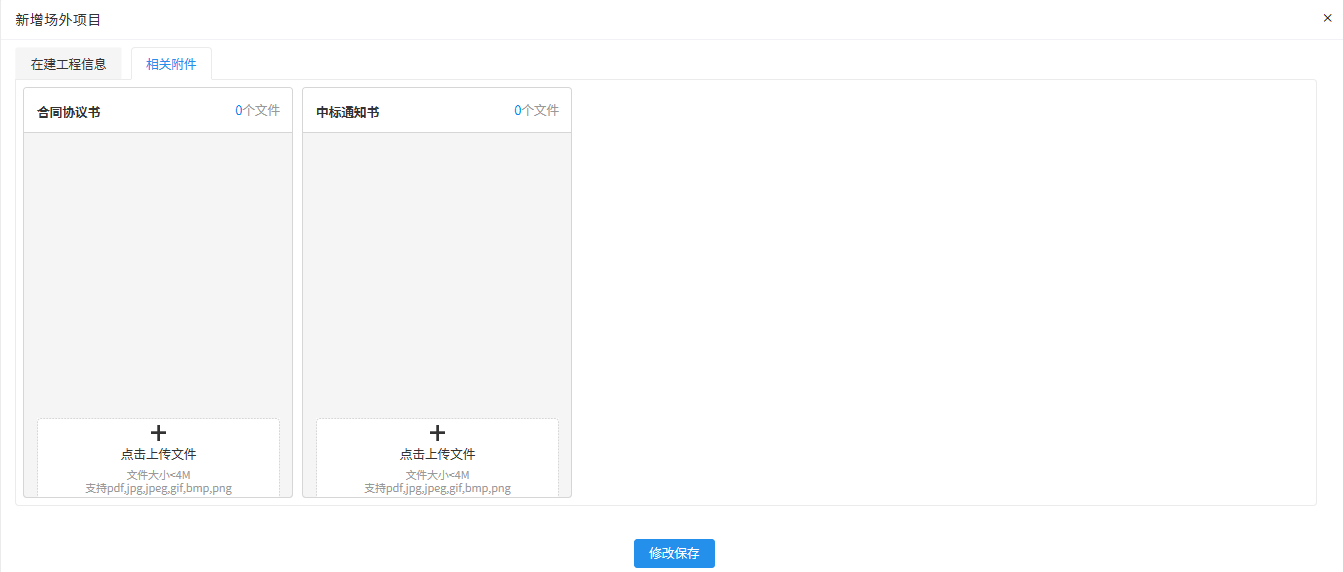 新增场外项目
×
在建工程信息
相关附件
合同协议书
0个文件
中标通知书
0个文件
点击上传文件
文件大小<4M
支持pdf,jpg,jpeg,gif,bmp,png
点击上传文件
文件大小<4M
支持pdf,jpg,jpeg,gif,bmp,png
修改保存